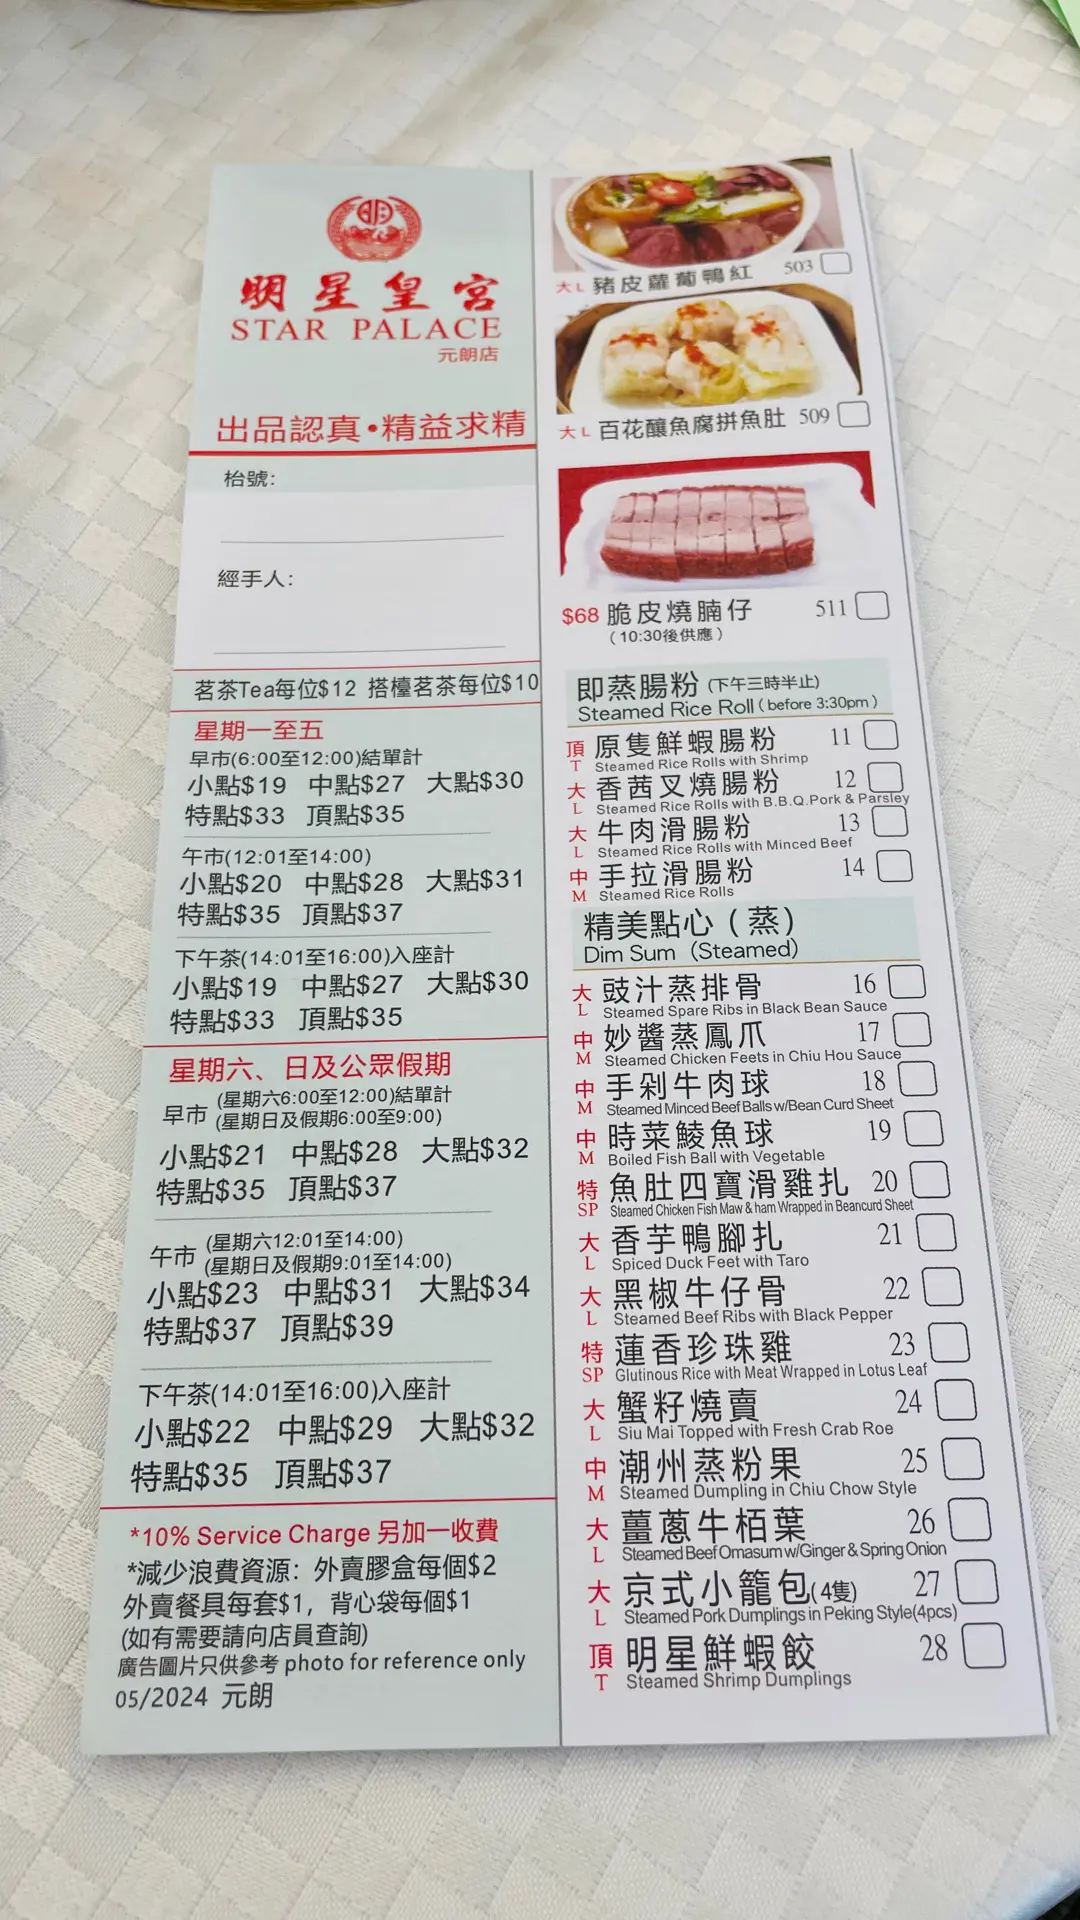 明星皇宮
STAR PALACE
元朗店
出品認真•精益求精
枱號:
經手人:
茗茶Tea每位$12 搭檯茗茶每位$10
星期一至五
早市(6:00至12:00)結單計
小點$19 中點$27 大點$30
特點$33 頂點$35
午市(12:01至14:00)
小點$20 中點$28 大點$31
特點$35 頂點$37
下午茶(14:01至16:00)入座計
小點$19 中點$27 大點$30
特點$33 頂點$35
星期六、日及公眾假期
早市 (星期六6:00至12:00)結單計
(星期日及假期6:00至9:00)
小點$21 中點$28 大點$32
特點$35 頂點$37
午市 (星期六12:01至14:00)
(星期日及假期9:01至14:00)
小點$23 中點$31 大點$34
特點$37 頂點$39
下午茶(14:01至16:00)入座計
小點$22 中點$29 大點$32
特點$35 頂點$37
*10% Service Charge 另加一收費
*減少浪費資源：外賣膠盒每個$2
外賣餐具每套$1，背心袋每個$1
(如有需要請向店員查詢)
廣告圖片只供參考 photo for reference only
05/2024 元朗
大L 豬皮蘿蔔鴨紅 503
大L 百花釀魚腐拼魚肚 509
$68 脆皮燒腩仔 511
(10:30後供應)
即蒸腸粉 (下午三時半止)
Steamed Rice Roll ( before 3:30pm )
頂 原隻鮮蝦腸粉 11
T Steamed Rice Rolls with Shrimp
大 香茜叉燒腸粉 12
L Steamed Rice Rolls with B.B.Q.Pork & Parsley
大 牛肉滑腸粉 13
L Steamed Rice Rolls with Minced Beef
中 手拉滑腸粉 14
M Steamed Rice Rolls
精美點心 ( 蒸 )
Dim Sum (Steamed)
大 豉汁蒸排骨 16
L Steamed Spare Ribs in Black Bean Sauce
中 妙醬蒸鳳爪 17
M Steamed Chicken Feets in Chiu Hou Sauce
中 手剁牛肉球 18
M Steamed Minced Beef Balls w/Bean Curd Sheet
中 時菜鯪魚球 19
M Boiled Fish Ball with Vegetable
特 魚肚四寶滑雞扎 20
SP Steamed Chicken Fish Maw & ham Wrapped in Beancurd Sheet
大 香芋鴨腳扎 21
L Spiced Duck Feet with Taro
大 黑椒牛仔骨 22
L Steamed Beef Ribs with Black Pepper
特 蓮香珍珠雞 23
SP Glutinous Rice with Meat Wrapped in Lotus Leaf
大 蟹籽燒賣 24
L Siu Mai Topped with Fresh Crab Roe
中 潮州蒸粉果 25
M Steamed Dumpling in Chiu Chow Style
大 薑蔥牛栢葉 26
L Steamed Beef Omasum w/Ginger & Spring Onion
大 京式小籠包(4隻) 27
L Steamed Pork Dumplings in Peking Style(4pcs)
頂 明星鮮蝦餃 28
T Steamed Shrimp Dumplings